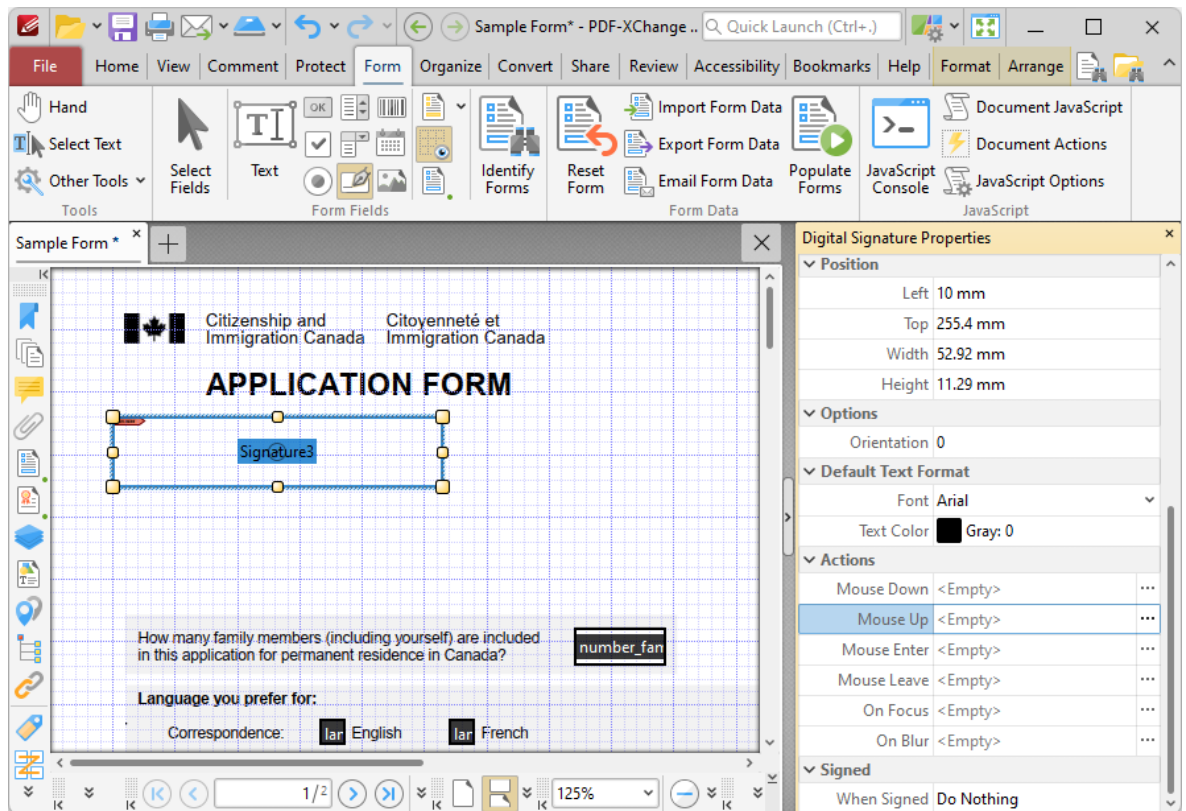 Sample Form* - PDF-XChange ..
Quick Launch (Ctrl+.)
File Home View Comment Protect Form Organize Convert Share Review Accessibility Bookmarks Help Format Arrange
Hand
Select Text
Other Tools
Tools
Select Fields
Text
OK
Form Fields
Identify Forms
Reset Form
Import Form Data
Export Form Data
Email Form Data
Populate Forms
Form Data
JavaScript Console
Document JavaScript
Document Actions
JavaScript Options
JavaScript
Sample Form *
Citizenship and Immigration Canada
Citoyenneté et Immigration Canada
APPLICATION FORM
Signature3
How many family members (including yourself) are included
in this application for permanent residence in Canada?
number_fan
Language you prefer for:
Correspondence: lar English lar French
1/2
125%
Digital Signature Properties
Position
Left 10 mm
Top 255.4 mm
Width 52.92 mm
Height 11.29 mm
Options
Orientation 0
Default Text Format
Font Arial
Text Color Gray: 0
Actions
Mouse Down <Empty> ...
Mouse Up <Empty> ...
Mouse Enter <Empty> ...
Mouse Leave <Empty> ...
On Focus <Empty> ...
On Blur <Empty> ...
Signed
When Signed Do Nothing